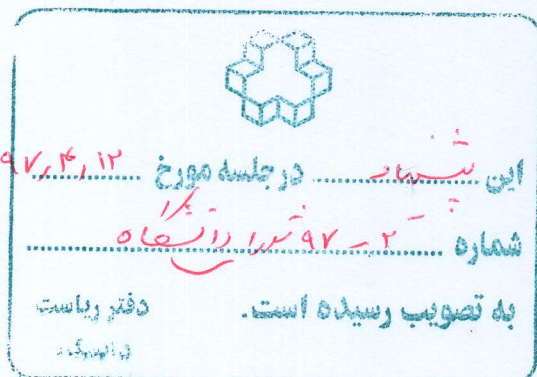 این پیشنهاد در جلسه مورخ ۹۷,۴,۱۲
شماره ۲ - ۹۷ شورا دانشگاه
به تصویب رسیده است.
دفتر ریاست
دانشگاه